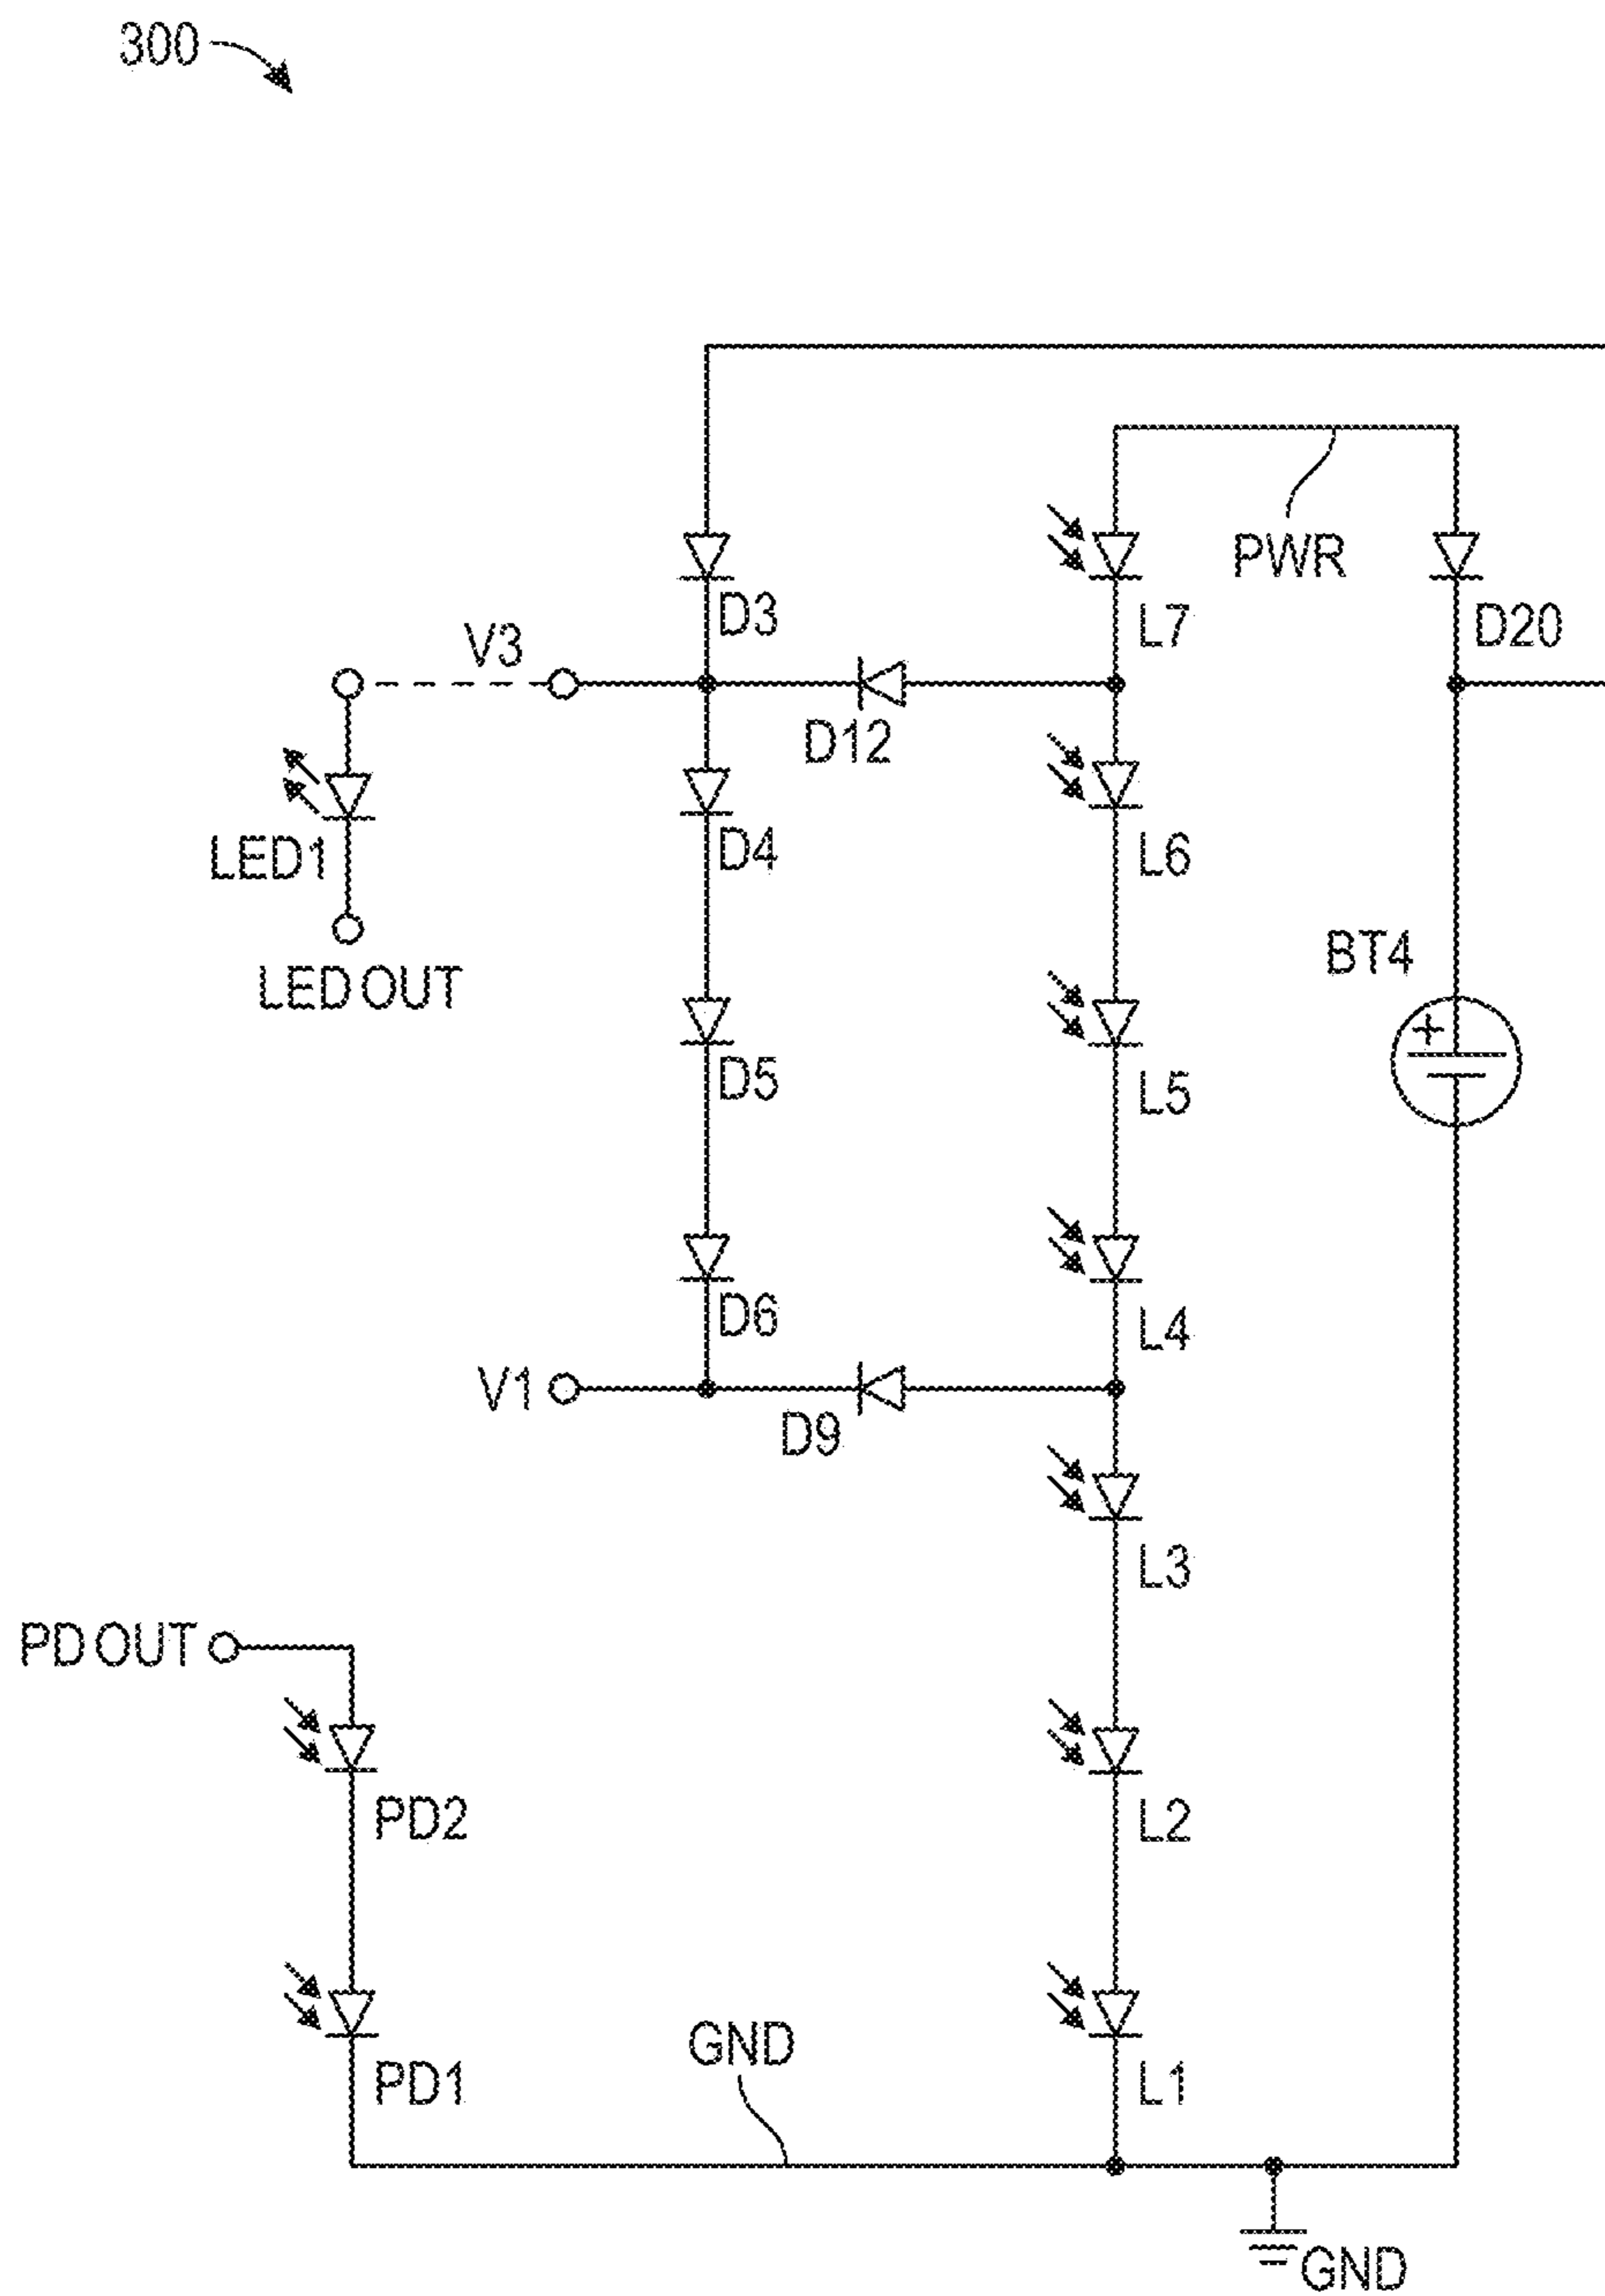 300
PWR
D3
L7
D20
V3
D12
LED1
D4
L6
LED OUT
BT4
+
D5
L5
D6
L4
V1
D9
L3
PD OUT
PD2
L2
GND
PD1
L1
GND